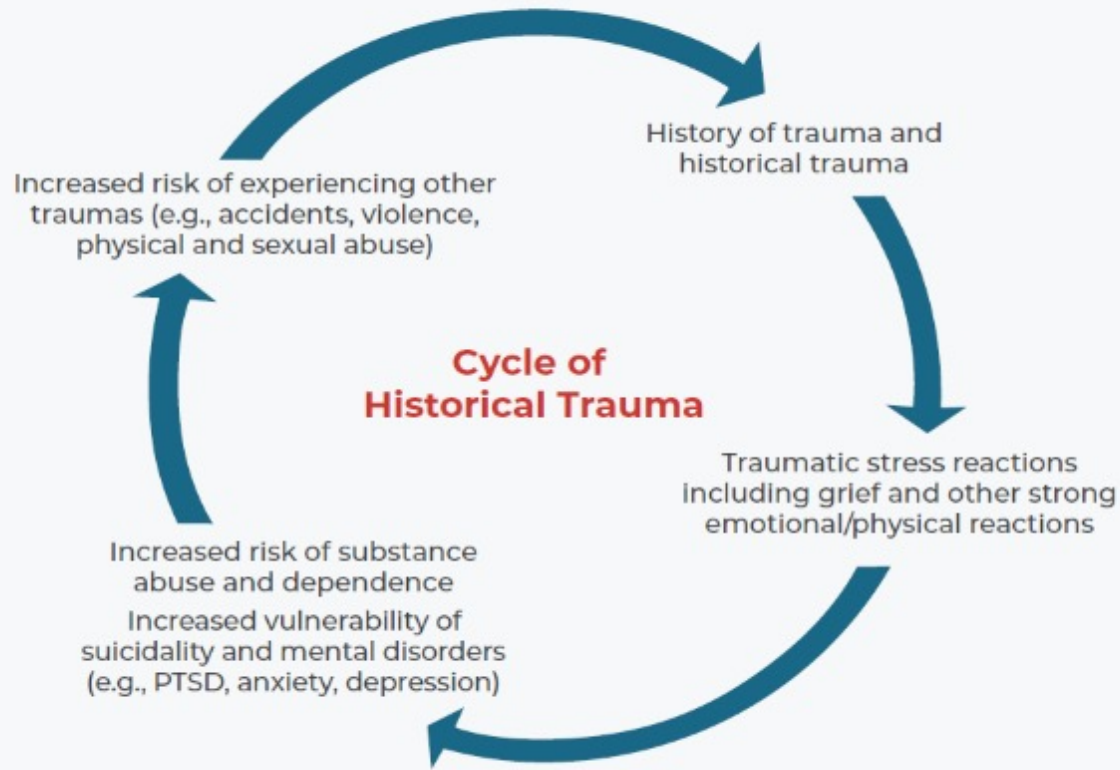 History of trauma and
historical trauma
Traumatic stress reactions
including grief and other strong
emotional/physical reactions
Increased risk of substance
abuse and dependence
Increased vulnerability of
suicidality and mental disorders
(e.g., PTSD, anxiety, depression)
Increased risk of experiencing other
traumas (e.g., accidents, violence,
physical and sexual abuse)
Cycle of
Historical Trauma